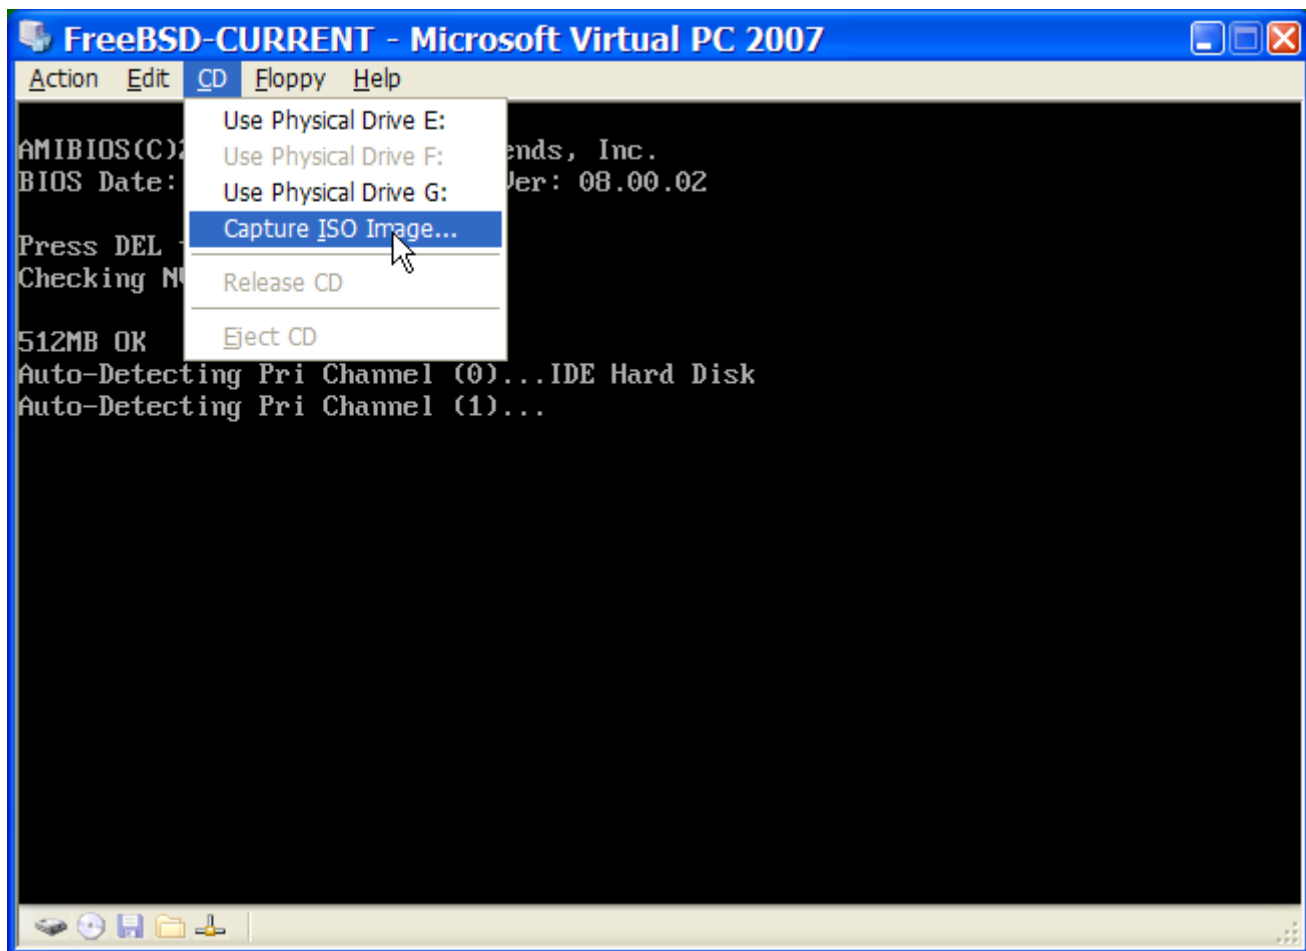 FreeBSD-CURRENT - Microsoft Virtual PC 2007
Action Edit CD Floppy Help
Use Physical Drive E:
Use Physical Drive F:
Use Physical Drive G:
Capture ISO Image...
Release CD
Eject CD
AMIBIOS(C) ends, Inc.
BIOS Date: Ver: 08.00.02
Press DEL
Checking
512MB OK
Auto-Detecting Pri Channel (0)...IDE Hard Disk
Auto-Detecting Pri Channel (1)...